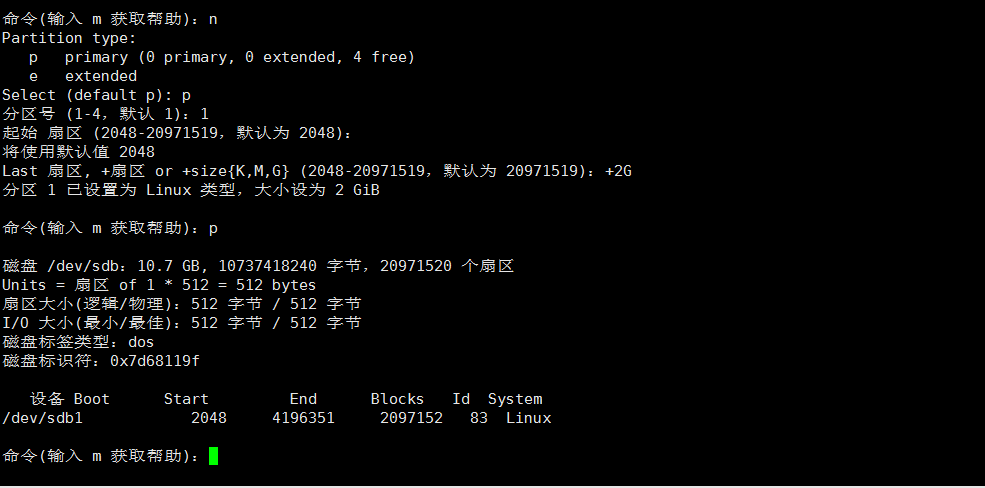 命令(输入 m 获取帮助)：n
Partition type:
   p   primary (0 primary, 0 extended, 4 free)
   e   extended
Select (default p): p
分区号 (1-4，默认 1)：1
起始 扇区 (2048-20971519，默认为 2048)：
将使用默认值 2048
Last 扇区, +扇区 or +size{K,M,G} (2048-20971519，默认为 20971519)：+2G
分区 1 已设置为 Linux 类型，大小设为 2 GiB
命令(输入 m 获取帮助)：p
磁盘 /dev/sdb：10.7 GB, 10737418240 字节，20971520 个扇区
Units = 扇区 of 1 * 512 = 512 bytes
扇区大小(逻辑/物理)：512 字节 / 512 字节
I/O 大小(最小/最佳)：512 字节 / 512 字节
磁盘标签类型：dos
磁盘标识符：0x7d68119f
   设备 Boot      Start         End      Blocks   Id  System
/dev/sdb1            2048     4196351     2097152   83  Linux
命令(输入 m 获取帮助)：